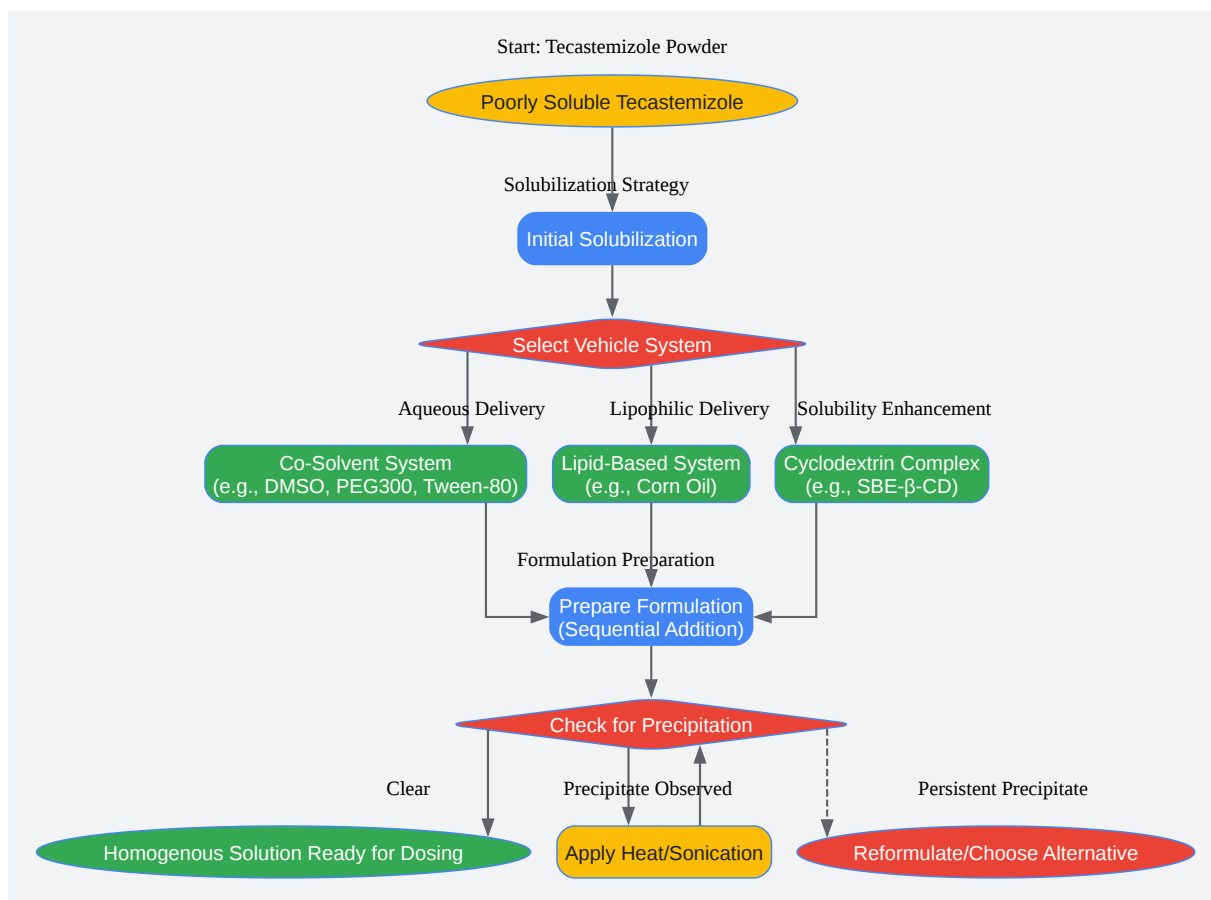 Start: Tecastemizole Powder
Poorly Soluble Tecastemizole
Solubilization Strategy
Initial Solubilization
Select Vehicle System
Aqueous Delivery
Lipophilic Delivery
Solubility Enhancement
Co-Solvent System
(e.g., DMSO, PEG300, Tween-80)
Lipid-Based System
(e.g., Corn Oil)
Cyclodextrin Complex
(e.g., SBE-β-CD)
Formulation Preparation
Prepare Formulation
(Sequential Addition)
Check for Precipitation
Clear
Precipitate Observed
Persistent Precipitate
Homogenous Solution Ready for Dosing
Apply Heat/Sonication
Reformulate/Choose Alternative